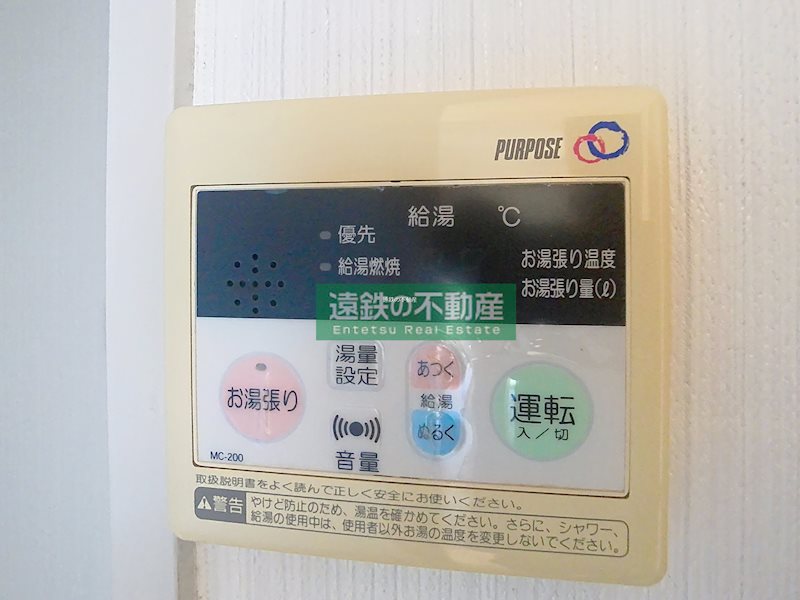 PURPOSE
給湯 ℃
優先
給湯燃焼
お湯張り温度
お湯張り量(ℓ)
遠鉄の不動産
遠鉄の不動産
Entetsu Real Estate
お湯張り
湯量
設定
音量
あつく
給湯
ぬるく
運転
入/切
MC-200
取扱説明書をよく読んで正しく安全にお使いください。
警告
やけど防止のため、湯温を確かめてください。さらに、シャワー、
給湯の使用中は、使用者以外お湯の温度を変更しないでください。